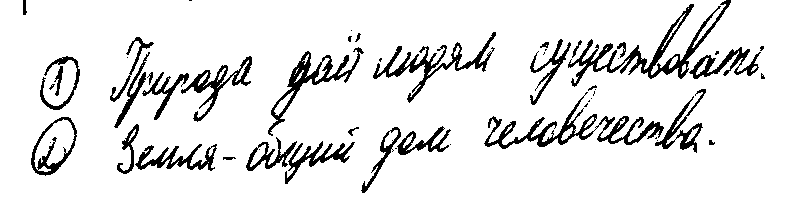 ① Природа даёт людям существовать.
② Земля - общий дом человечества.